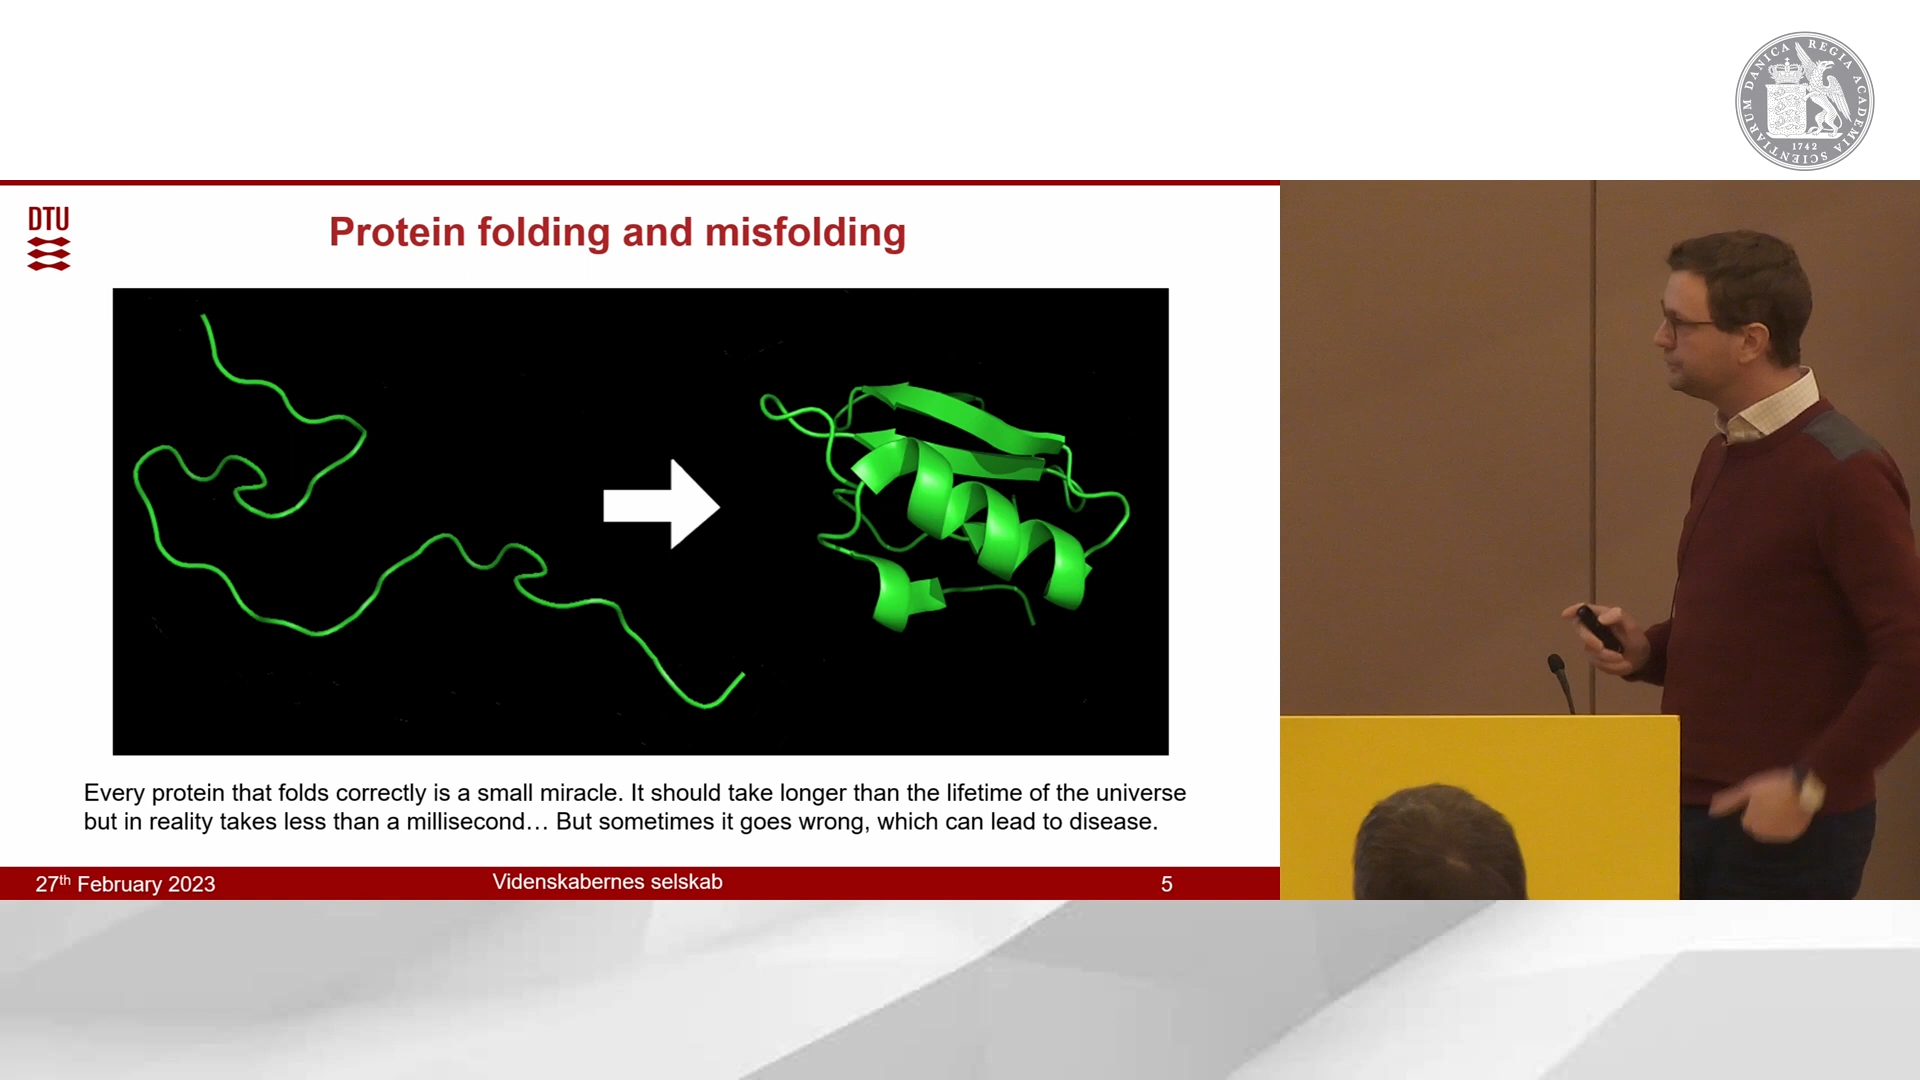 SCIENTIARUM DANICA REGIA ACADEMIA
1742
DTU
Protein folding and misfolding
Every protein that folds correctly is a small miracle. It should take longer than the lifetime of the universe
but in reality takes less than a millisecond… But sometimes it goes wrong, which can lead to disease.
27th February 2023
Videnskabernes selskab
5